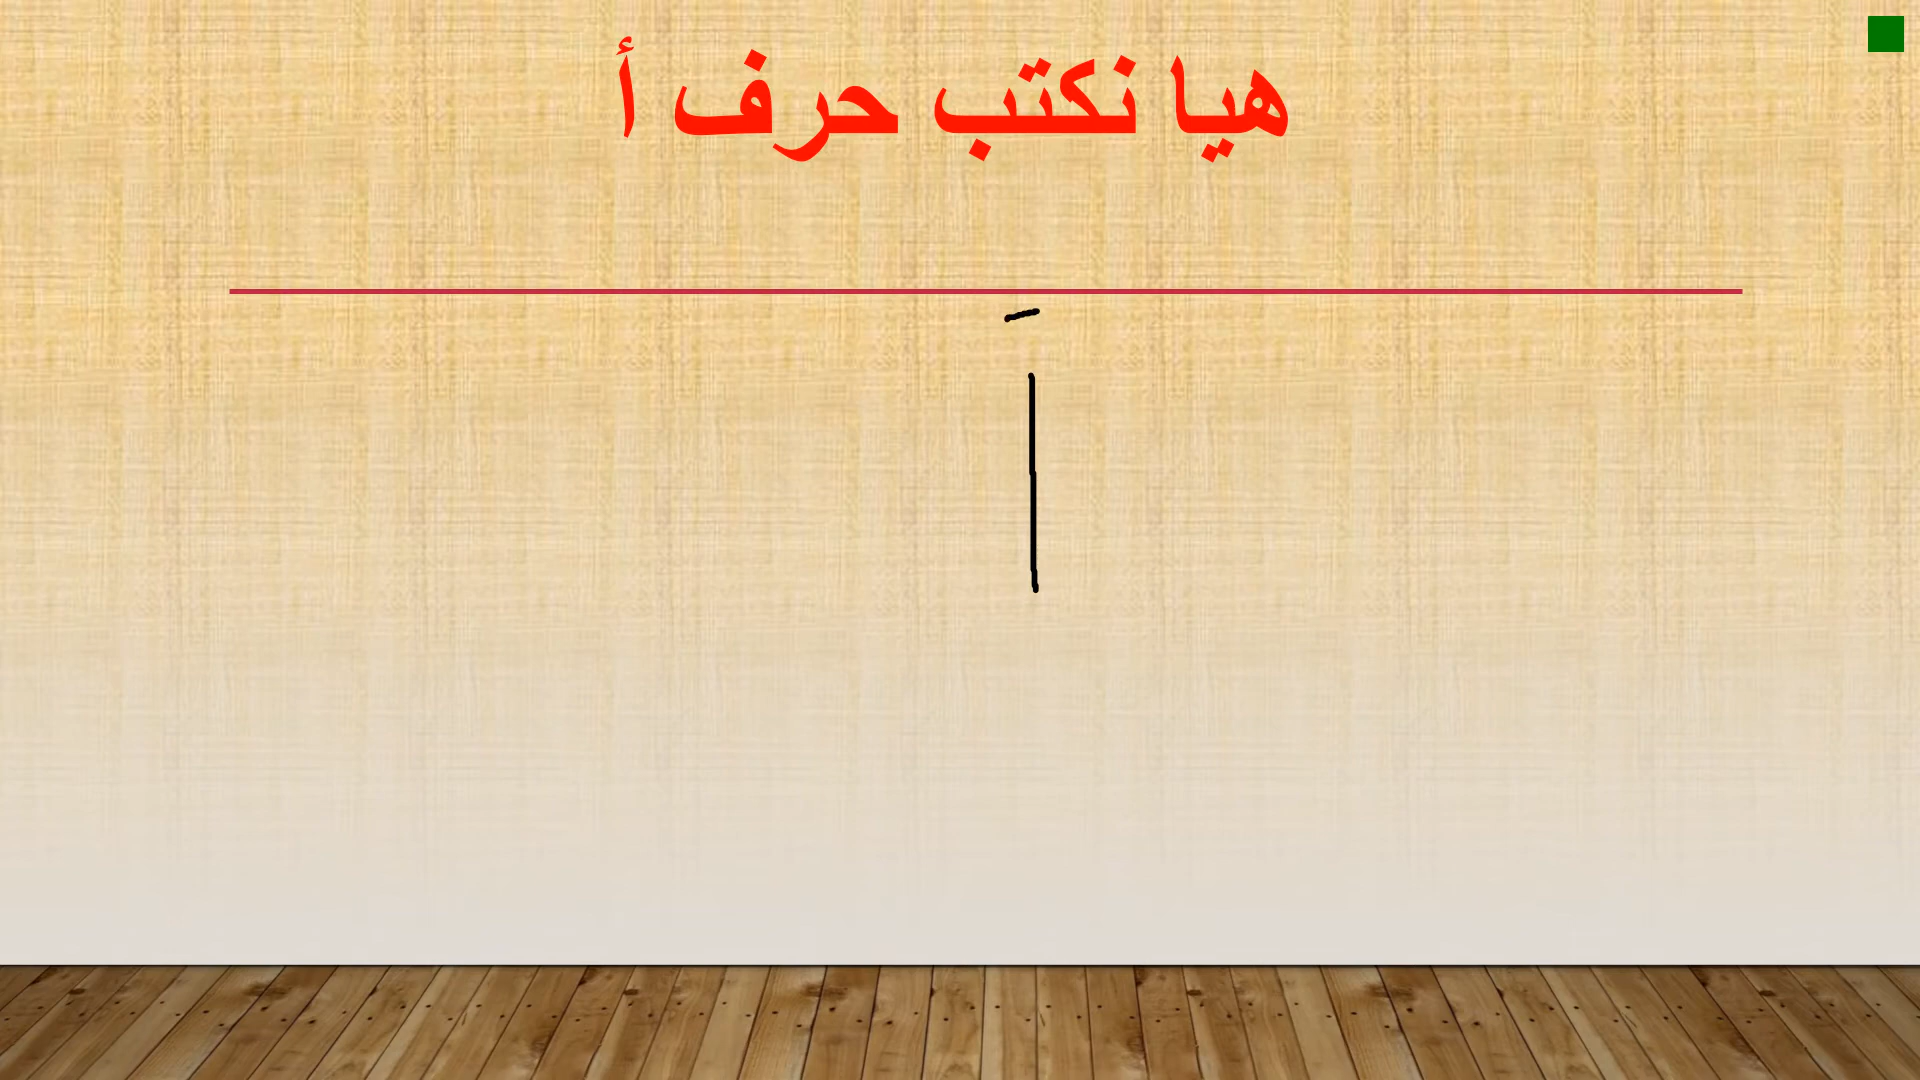 هيا نكتب حرف أ
اَ